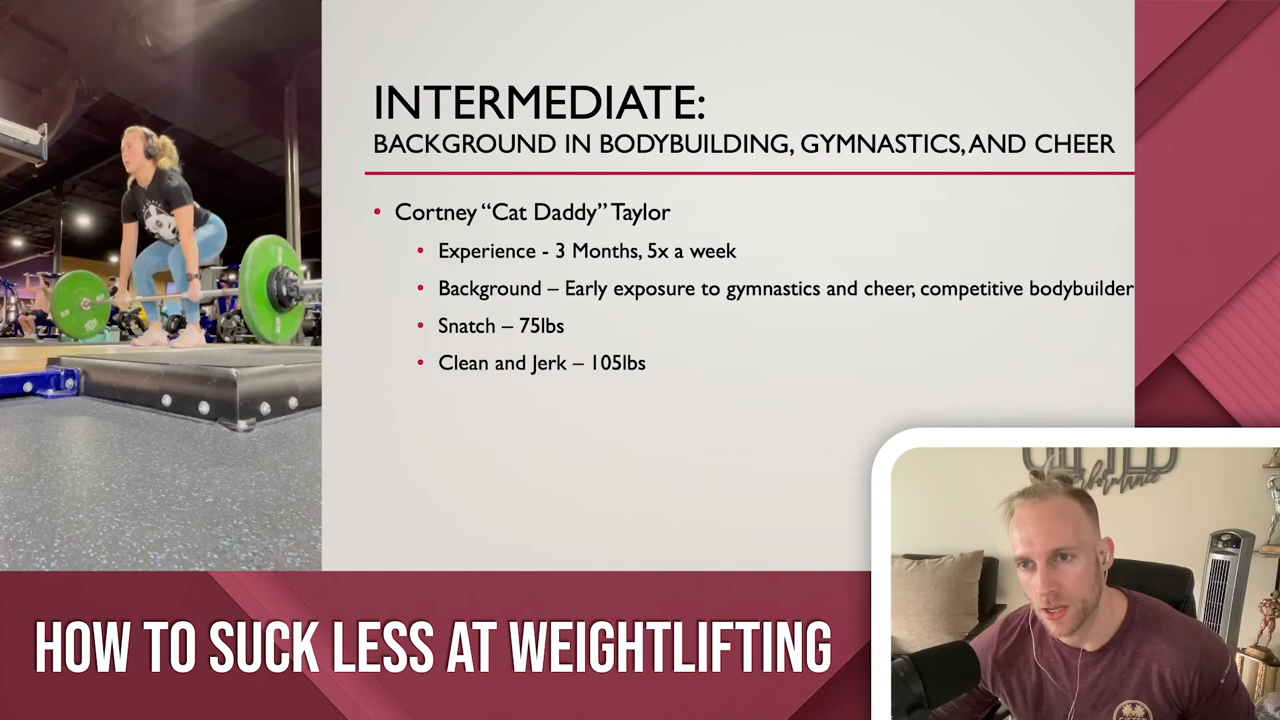 INTERMEDIATE:
BACKGROUND IN BODYBUILDING, GYMNASTICS, AND CHEER
• Cortney “Cat Daddy” Taylor
• Experience - 3 Months, 5x a week
• Background – Early exposure to gymnastics and cheer, competitive bodybuilder
• Snatch – 75lbs
• Clean and Jerk – 105lbs
HOW TO SUCK LESS AT WEIGHTLIFTING